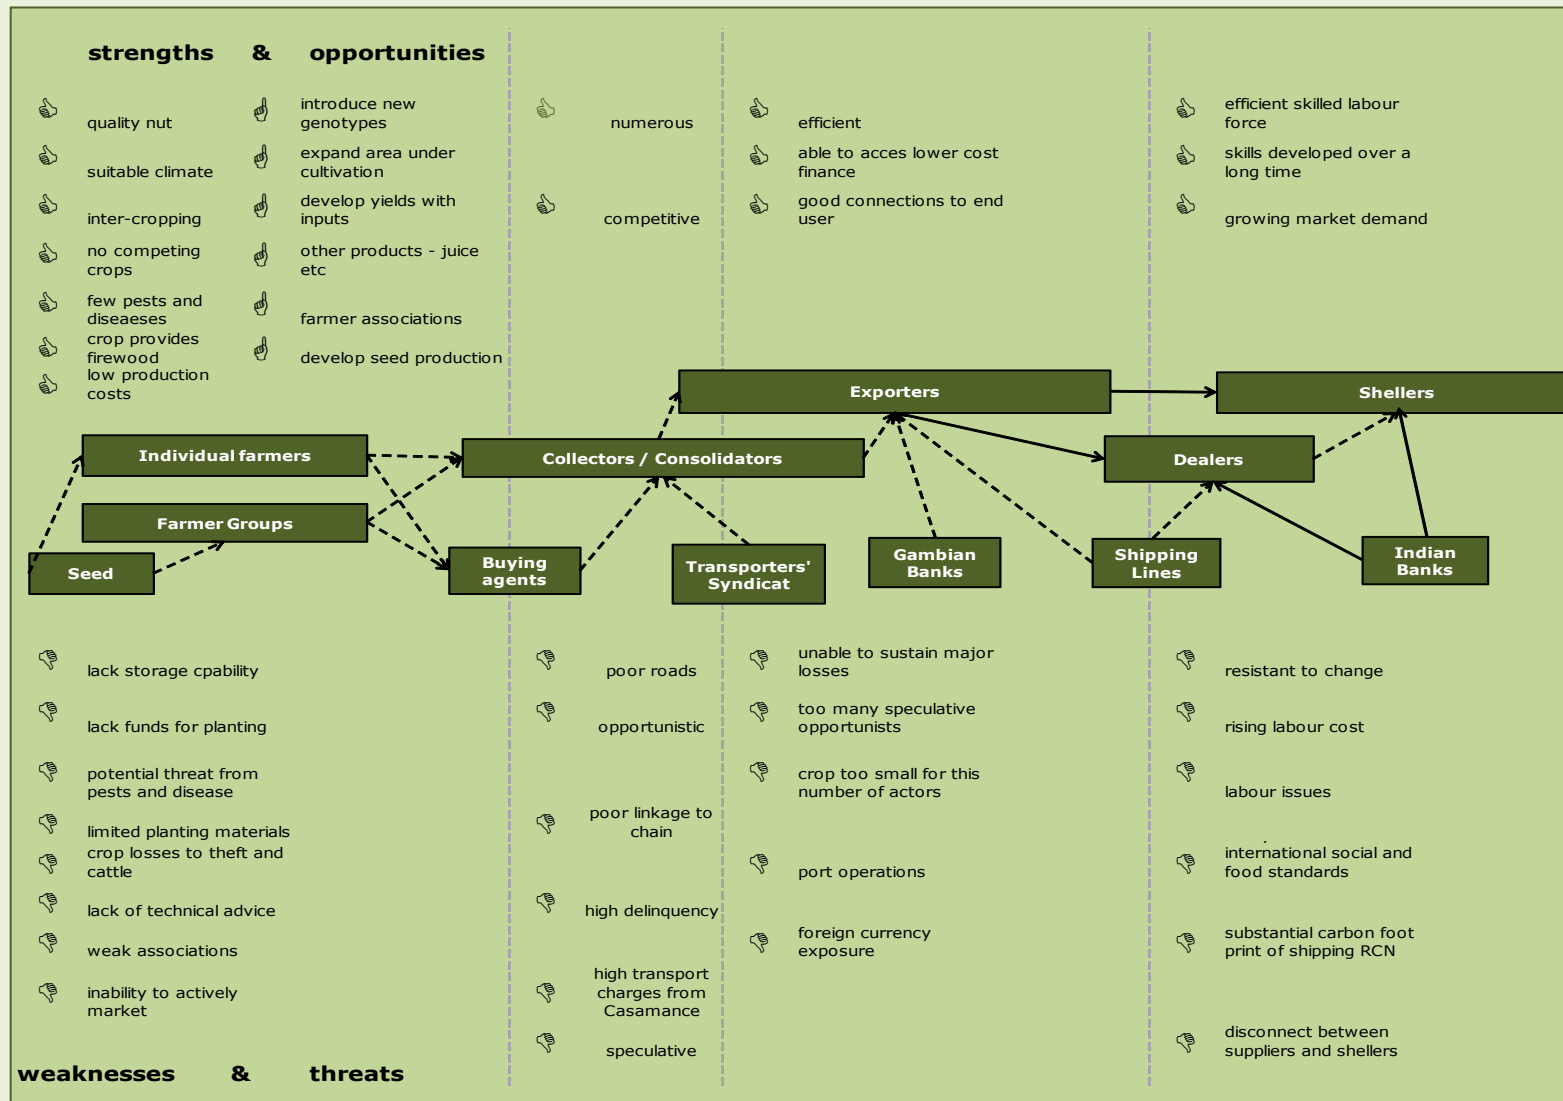 strengths & opportunities
quality nut
suitable climate
inter-cropping
no competing
crops
few pests and
diseaeses
crop provides
firewood
low production
costs
introduce new
genotypes
expand area under
cultivation
develop yields with
inputs
other products - juice
etc
farmer associations
develop seed production
numerous
competitive
efficient
able to acces lower cost
finance
good connections to end
user
efficient skilled labour
force
skills developed over a
long time
growing market demand
Exporters
Shellers
Individual farmers
Collectors / Consolidators
Dealers
Farmer Groups
Seed
Buying
agents
Transporters'
Syndicat
Gambian
Banks
Shipping
Lines
Indian
Banks
lack storage cpability
lack funds for planting
potential threat from
pests and disease
limited planting materials
crop losses to theft and
cattle
lack of technical advice
weak associations
inability to actively
market
poor roads
opportunistic
poor linkage to
chain
high delinquency
high transport
charges from
Casamance
speculative
unable to sustain major
losses
too many speculative
opportunists
crop too small for this
number of actors
port operations
foreign currency
exposure
resistant to change
rising labour cost
labour issues
international social and
food standards
substantial carbon foot
print of shipping RCN
disconnect between
suppliers and shellers
weaknesses & threats